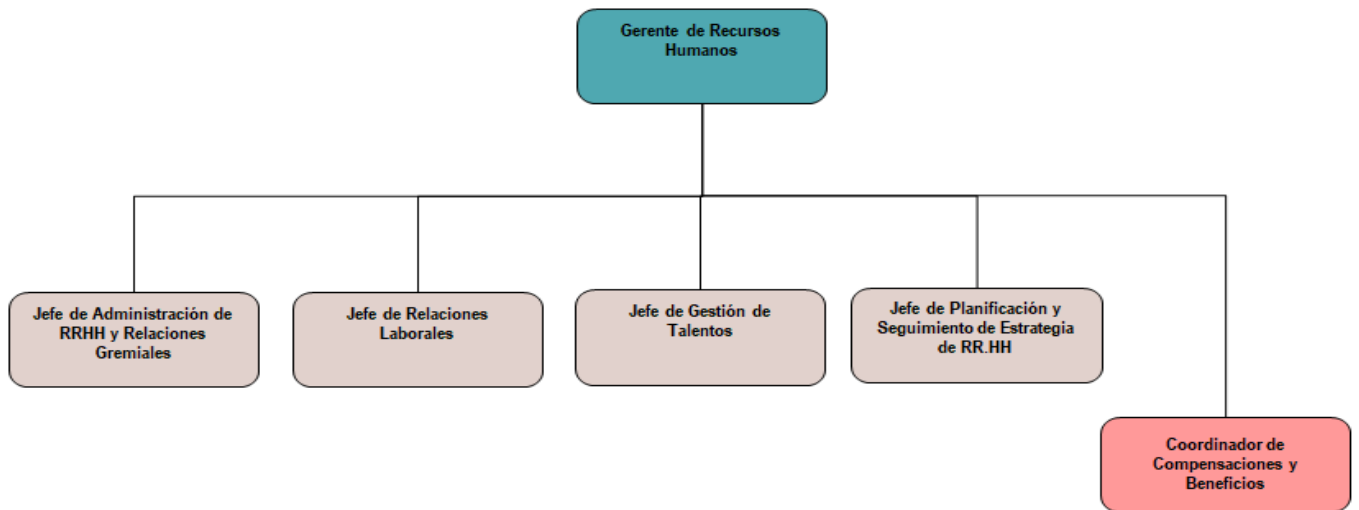 Gerente de Recursos
Humanos
Jefe de Administración de
RRHH y Relaciones
Gremiales
Jefe de Relaciones
Laborales
Jefe de Gestión de
Talentos
Jefe de Planificación y
Seguimiento de Estrategia
de RR.HH
Coordinador de
Compensaciones y
Beneficios